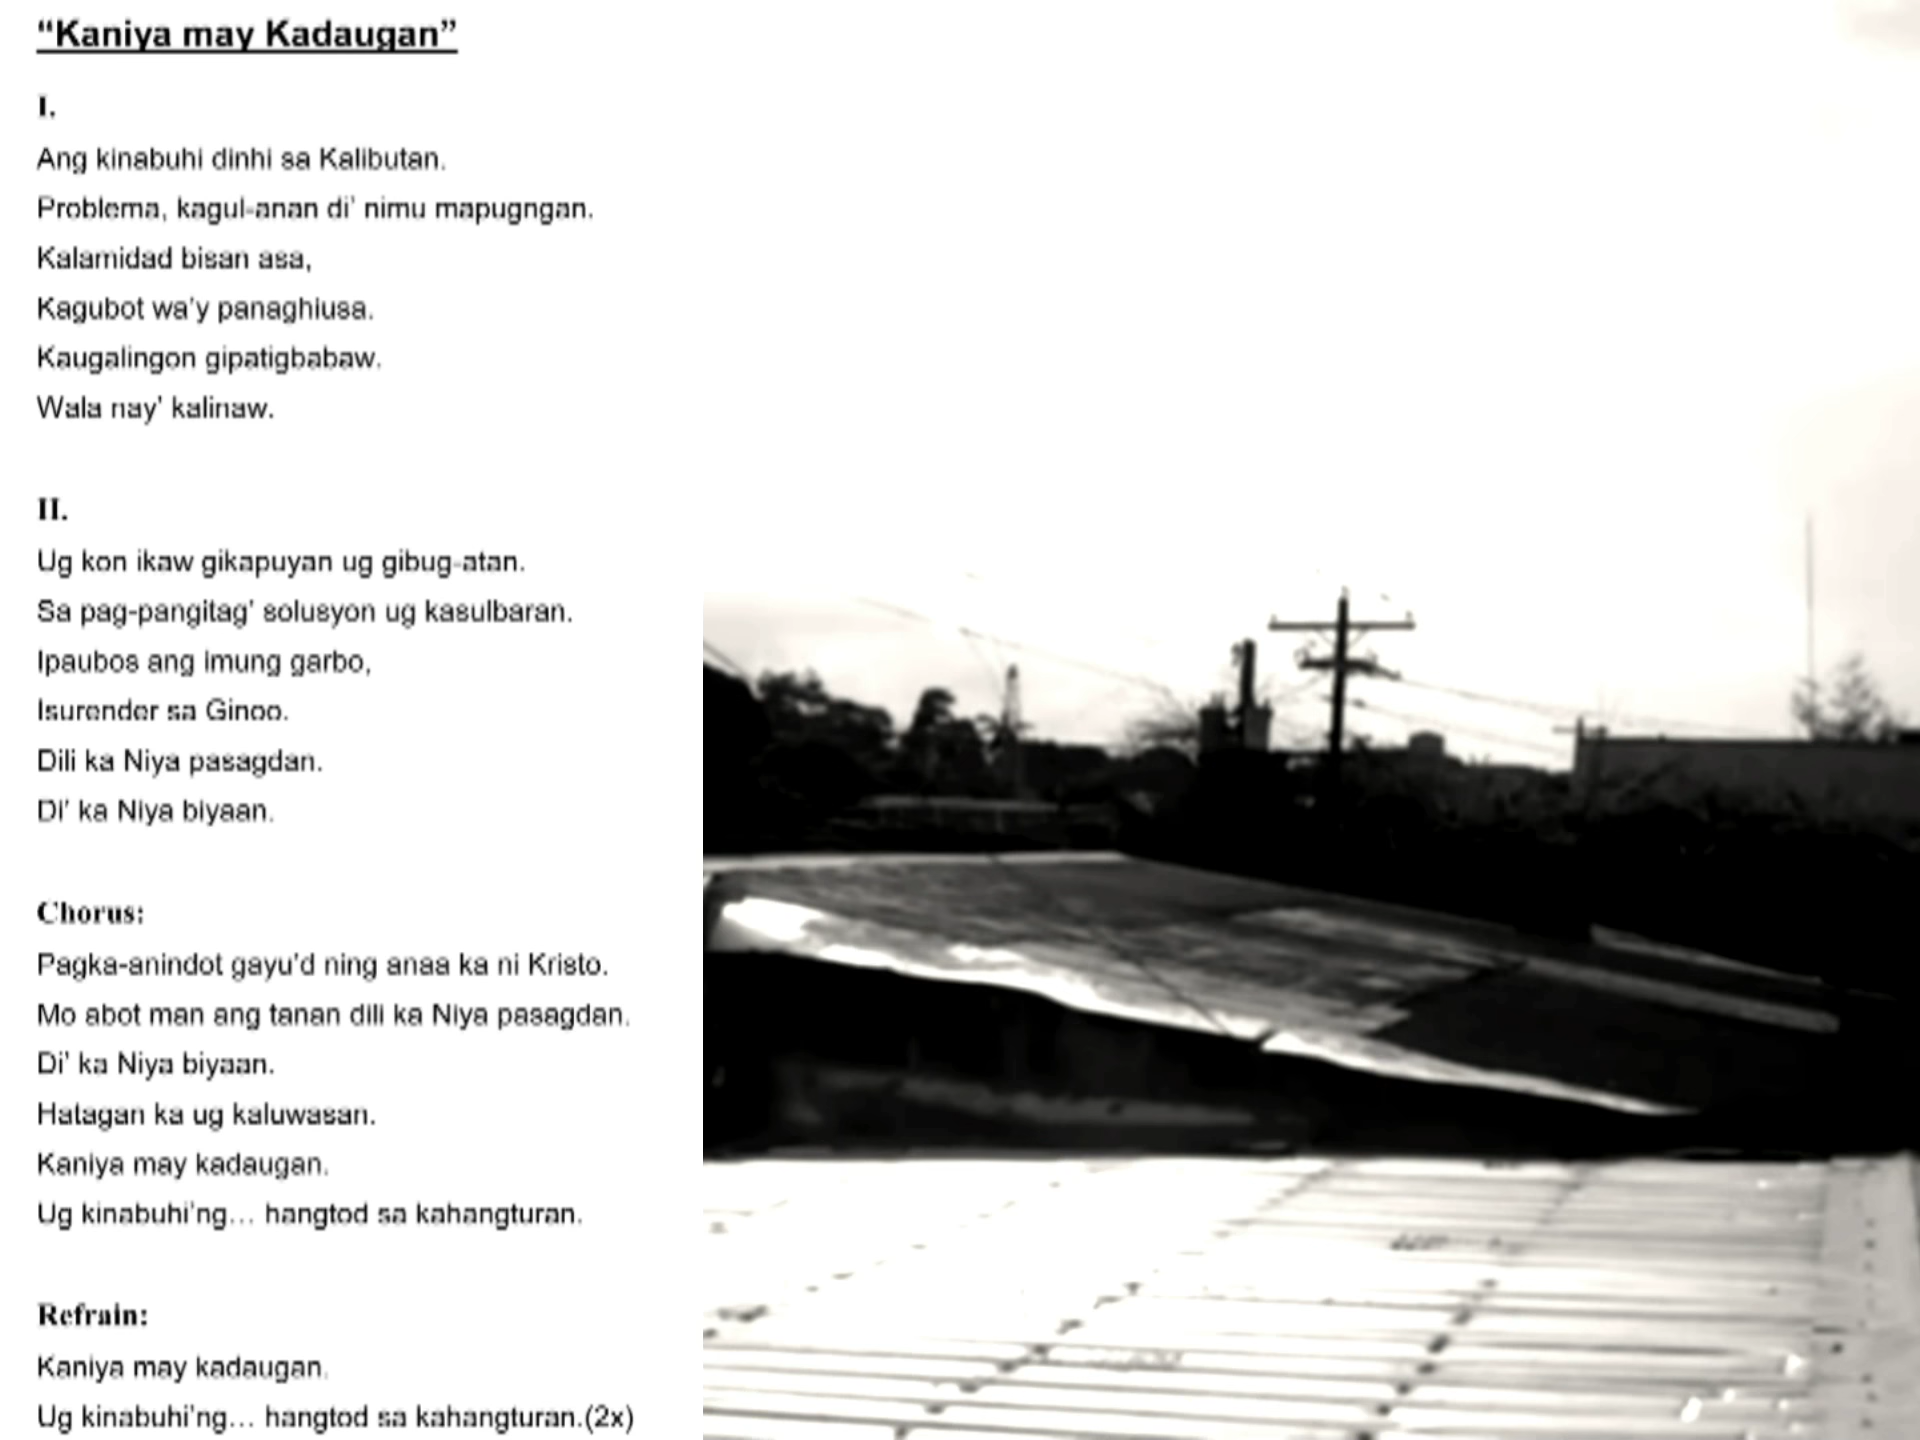 “Kaniya may Kadaugan”
I.
Ang kinabuhi dinhi sa Kalibutan.
Problema, kagul-anan di’ nimu mapugngan.
Kalamidad bisan asa,
Kagubot wa’y panaghiusa.
Kaugalingon gipatigbabaw.
Wala nay’ kalinaw.
II.
Ug kon ikaw gikapuyan ug gibug-atan.
Sa pag-pangitag’ solusyon ug kasulbaran.
Ipaubos ang imung garbo,
Isurender sa Ginoo.
Dili ka Niya pasagdan.
Di’ ka Niya biyaan.
Chorus:
Pagka-anindot gayu’d ning anaa ka ni Kristo.
Mo abot man ang tanan dili ka Niya pasagdan.
Di’ ka Niya biyaan.
Hatagan ka ug kaluwasan.
Kaniya may kadaugan.
Ug kinabuhi’ng… hangtod sa kahangturan.
Refrain:
Kaniya may kadaugan.
Ug kinabuhi’ng… hangtod sa kahangturan.(2x)